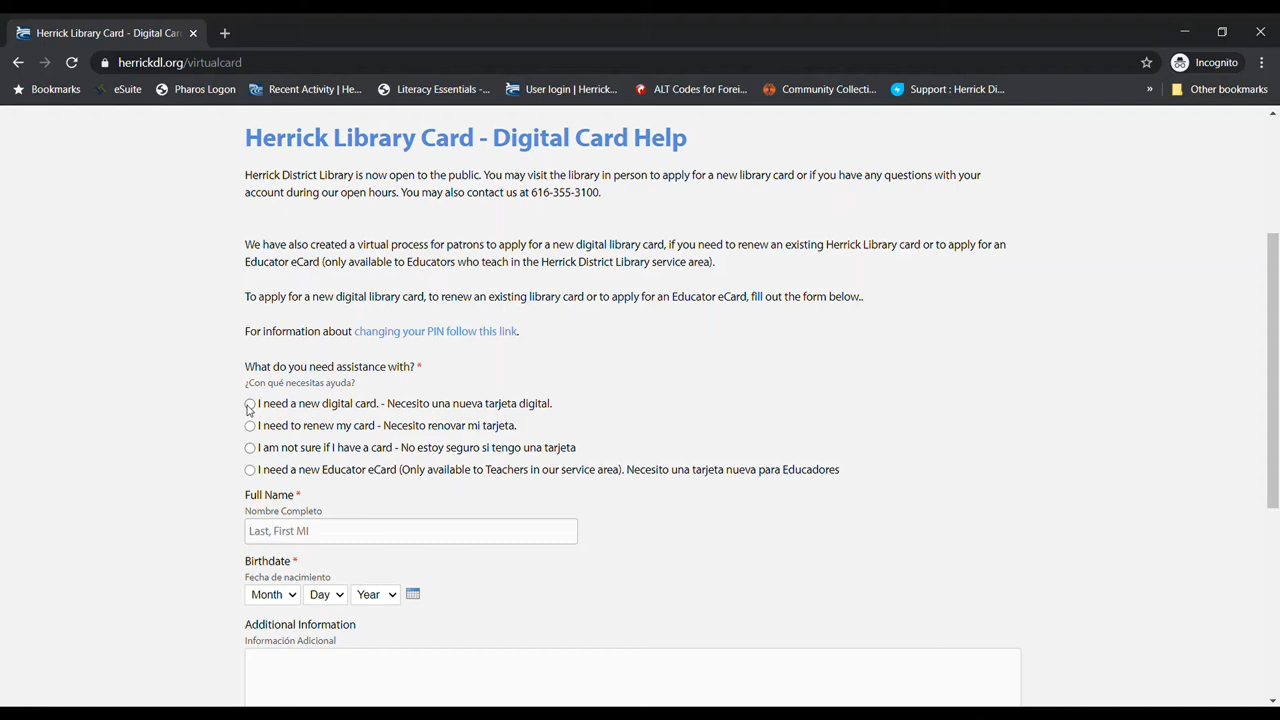 Herrick Library Card - Digital Car
herrickdl.org/virtualcard
Incognito
Bookmarks
eSuite
Pharos Logon
Recent Activity | He...
Literacy Essentials -...
User login | Herrick...
ALT Codes for Forei...
Community Collecti...
Support : Herrick Di...
»
Other bookmarks
Herrick Library Card - Digital Card Help
Herrick District Library is now open to the public. You may visit the library in person to apply for a new library card or if you have any questions with your
account during our open hours. You may also contact us at 616-355-3100.
We have also created a virtual process for patrons to apply for a new digital library card, if you need to renew an existing Herrick Library card or to apply for an
Educator eCard (only available to Educators who teach in the Herrick District Library service area).
To apply for a new digital library card, to renew an existing library card or to apply for an Educator eCard, fill out the form below..
For information about changing your PIN follow this link.
What do you need assistance with? *
¿Con qué necesitas ayuda?
I need a new digital card. - Necesito una nueva tarjeta digital.
I need to renew my card - Necesito renovar mi tarjeta.
I am not sure if I have a card - No estoy seguro si tengo una tarjeta
I need a new Educator eCard (Only available to Teachers in our service area). Necesito una tarjeta nueva para Educadores
Full Name *
Nombre Completo
Last, First MI
Birthdate *
Fecha de nacimiento
Month Day Year
Additional Information
Información Adicional